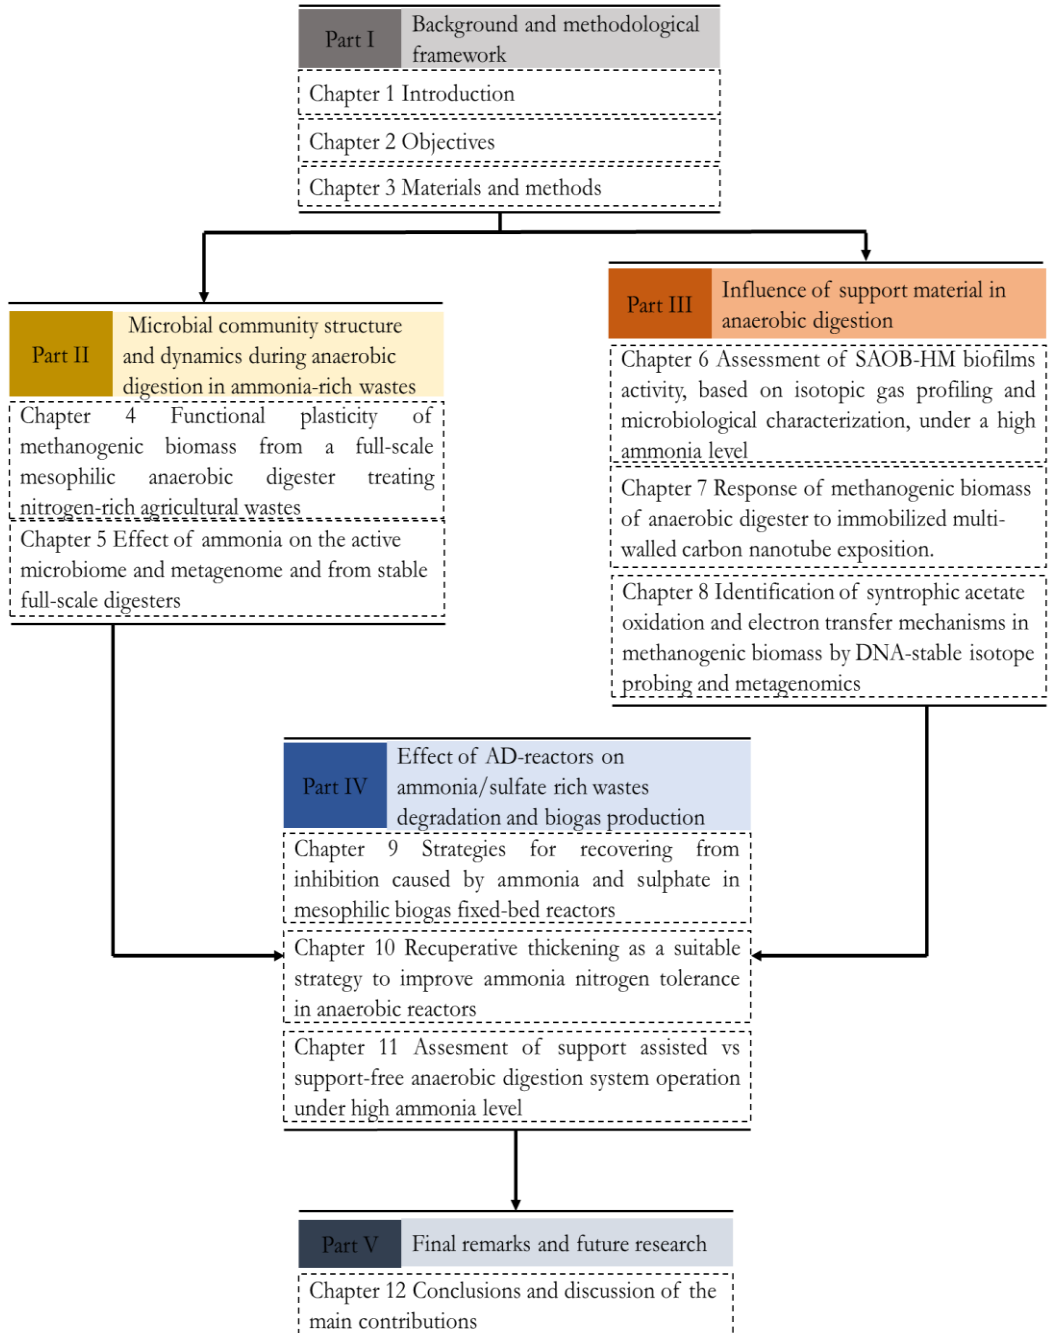 Part I
Background and methodological
framework
Chapter 1 Introduction
Chapter 2 Objectives
Chapter 3 Materials and methods
Part II
Microbial community structure
and dynamics during anaerobic
digestion in ammonia-rich wastes
Chapter 4 Functional plasticity of
methanogenic biomass from a full-scale
mesophilic anaerobic digester treating
nitrogen-rich agricultural wastes
Chapter 5 Effect of ammonia on the active
microbiome and metagenome and from stable
full-scale digesters
Part III
Influence of support material in
anaerobic digestion
Chapter 6 Assessment of SAOB-HM biofilms
activity, based on isotopic gas profiling and
microbiological characterization, under a high
ammonia level
Chapter 7 Response of methanogenic biomass
of anaerobic digester to immobilized multi-
walled carbon nanotube exposition.
Chapter 8 Identification of syntrophic acetate
oxidation and electron transfer mechanisms in
methanogenic biomass by DNA-stable isotope
probing and metagenomics
Part IV
Effect of AD-reactors on
ammonia/sulfate rich wastes
degradation and biogas production
Chapter 9 Strategies for recovering from
inhibition caused by ammonia and sulphate in
mesophilic biogas fixed-bed reactors
Chapter 10 Recuperative thickening as a suitable
strategy to improve ammonia nitrogen tolerance
in anaerobic reactors
Chapter 11 Assesment of support assisted vs
support-free anaerobic digestion system operation
under high ammonia level
Part V
Final remarks and future research
Chapter 12 Conclusions and discussion of the
main contributions